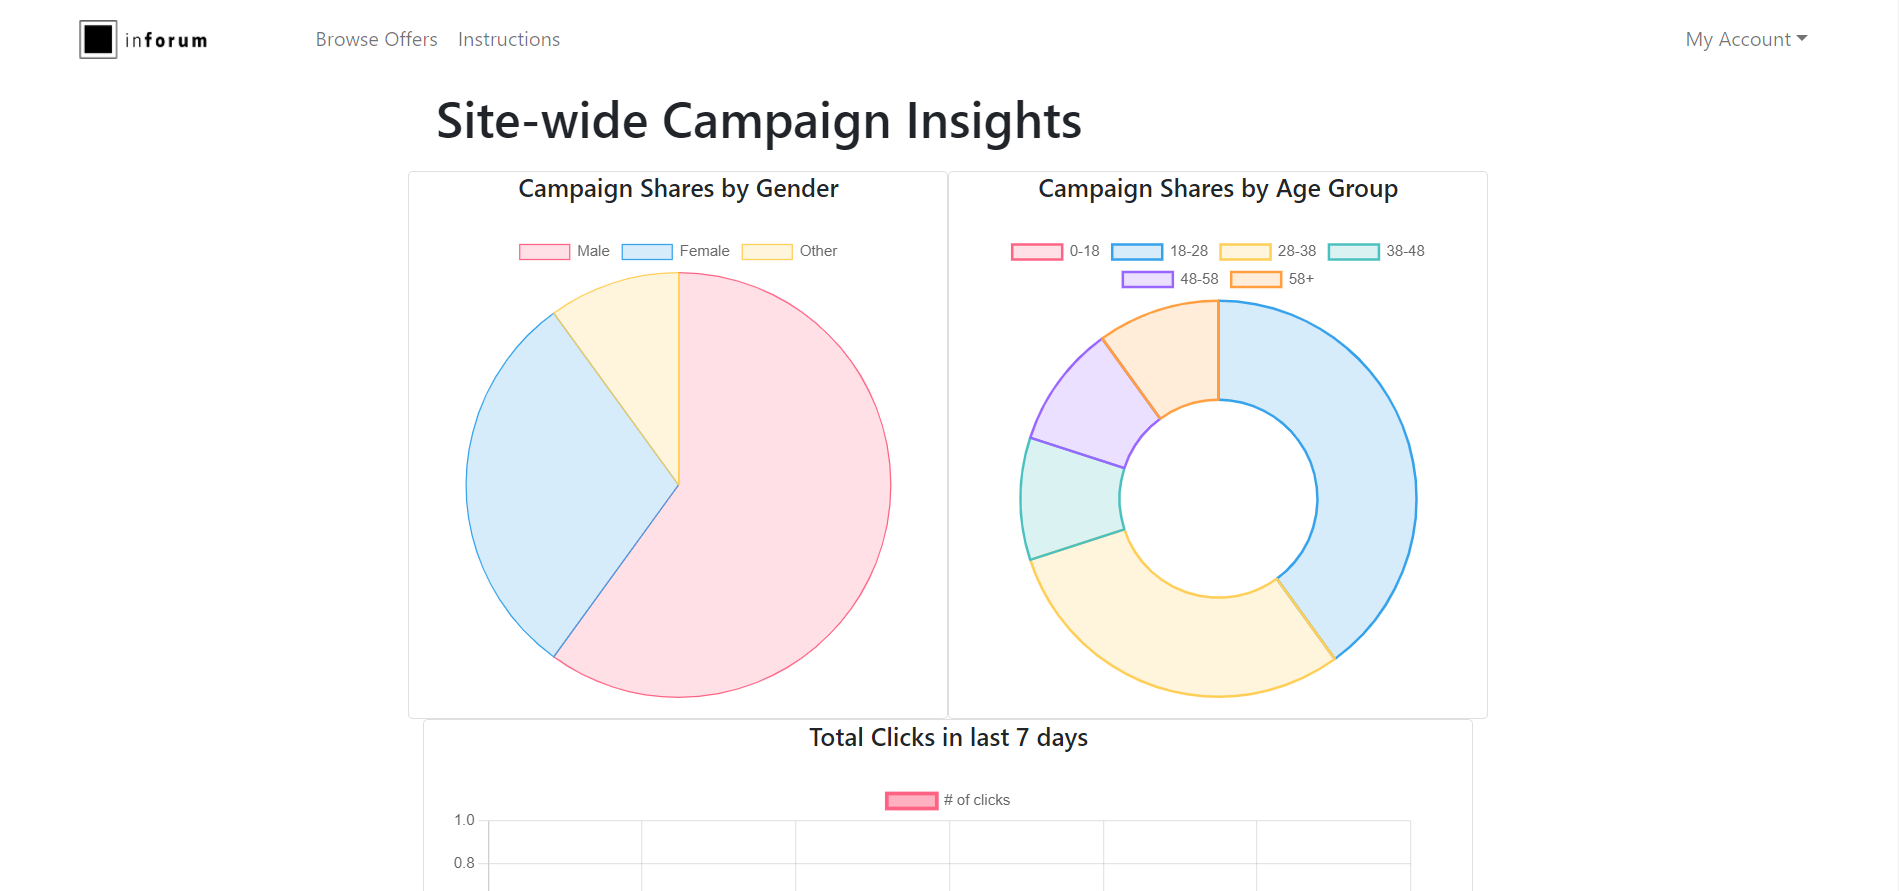 inforum
Browse Offers
Instructions
My Account
Site-wide Campaign Insights
Campaign Shares by Gender
Male
Female
Other
Campaign Shares by Age Group
0-18
18-28
28-38
38-48
48-58
58+
Total Clicks in last 7 days
# of clicks
1.0
0.8